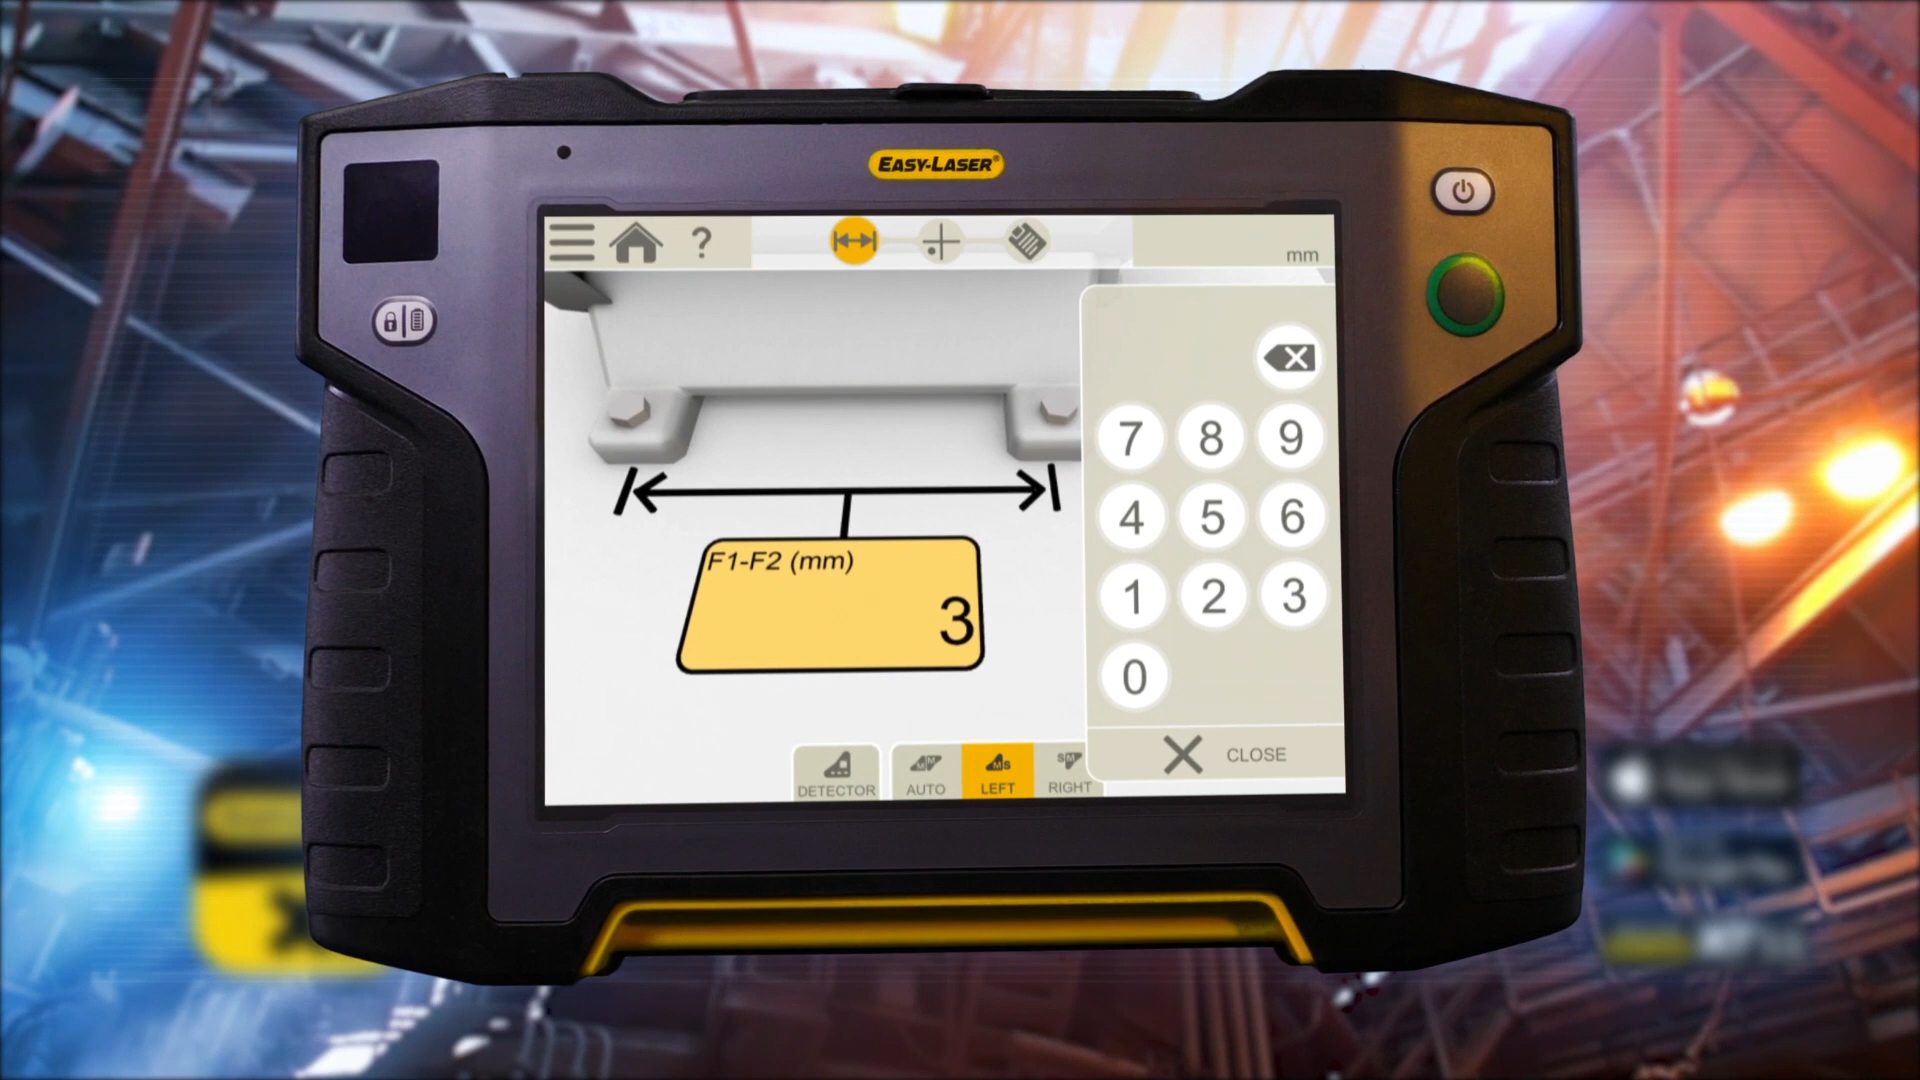 EASY-LASER®
?
mm
F1-F2 (mm)
3
7 8 9
4 5 6
1 2 3
0
CLOSE
DETECTOR
AUTO
LEFT
RIGHT